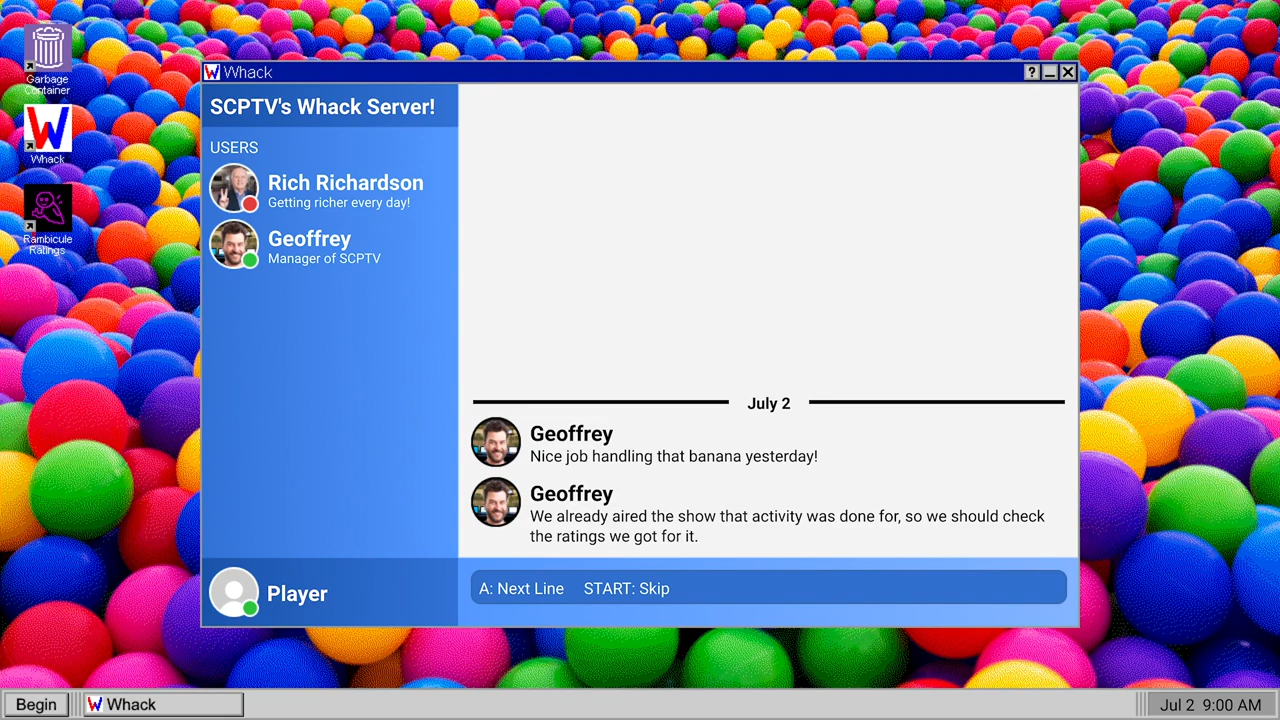 Garbage
Container
Whack
Rambicule
Ratings
W Whack
?
SCPTV's Whack Server!
USERS
Rich Richardson
Getting richer every day!
Geoffrey
Manager of SCPTV
July 2
Geoffrey
Nice job handling that banana yesterday!
Geoffrey
We already aired the show that activity was done for, so we should check
the ratings we got for it.
Player
A: Next Line START: Skip
Begin
W Whack
Jul 2 9:00 AM